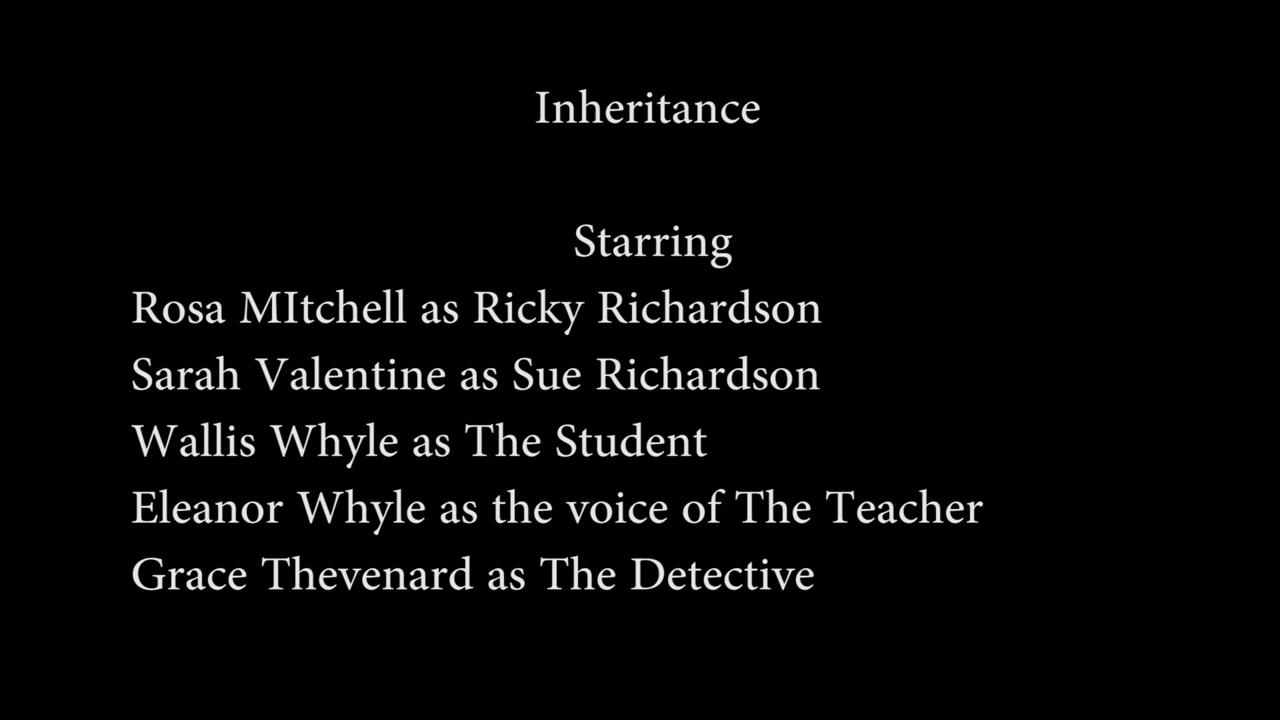 Inheritance
Starring
Rosa MItchell as Ricky Richardson
Sarah Valentine as Sue Richardson
Wallis Whyle as The Student
Eleanor Whyle as the voice of The Teacher
Grace Thevenard as The Detective